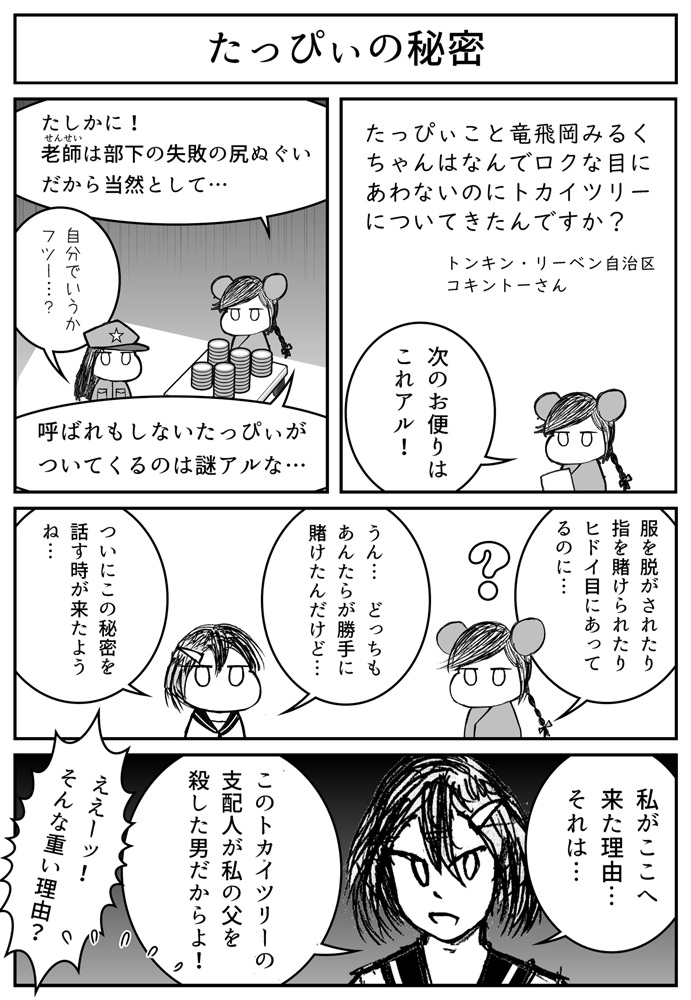 たっぴぃの秘密
たっぴぃこと竜飛岡みるく
ちゃんはなんでロクな目に
あわないのにトカイツリー
についてきたんですか？
トンキン・リーベン自治区
コキントーさん
次のお便りは
これアル！
たしかに！
せんせい
老師は部下の失敗の尻ぬぐい
だから当然として…
自分でいうか
フツー…？
呼ばれもしないたっぴぃが
ついてくるのは謎アルな…
服を脱がされたり
指を賭けられたり
ヒドイ目にあって
るのに…
?
うん… どっちも
あんたらが勝手に
賭けたんだけど…
ついにこの秘密を
話す時が来たよう
ね…
私がここへ
来た理由…
それは…
このトカイツリーの
支配人が私の父を
殺した男だからよ！
ええーッ！
そんな重い理由？